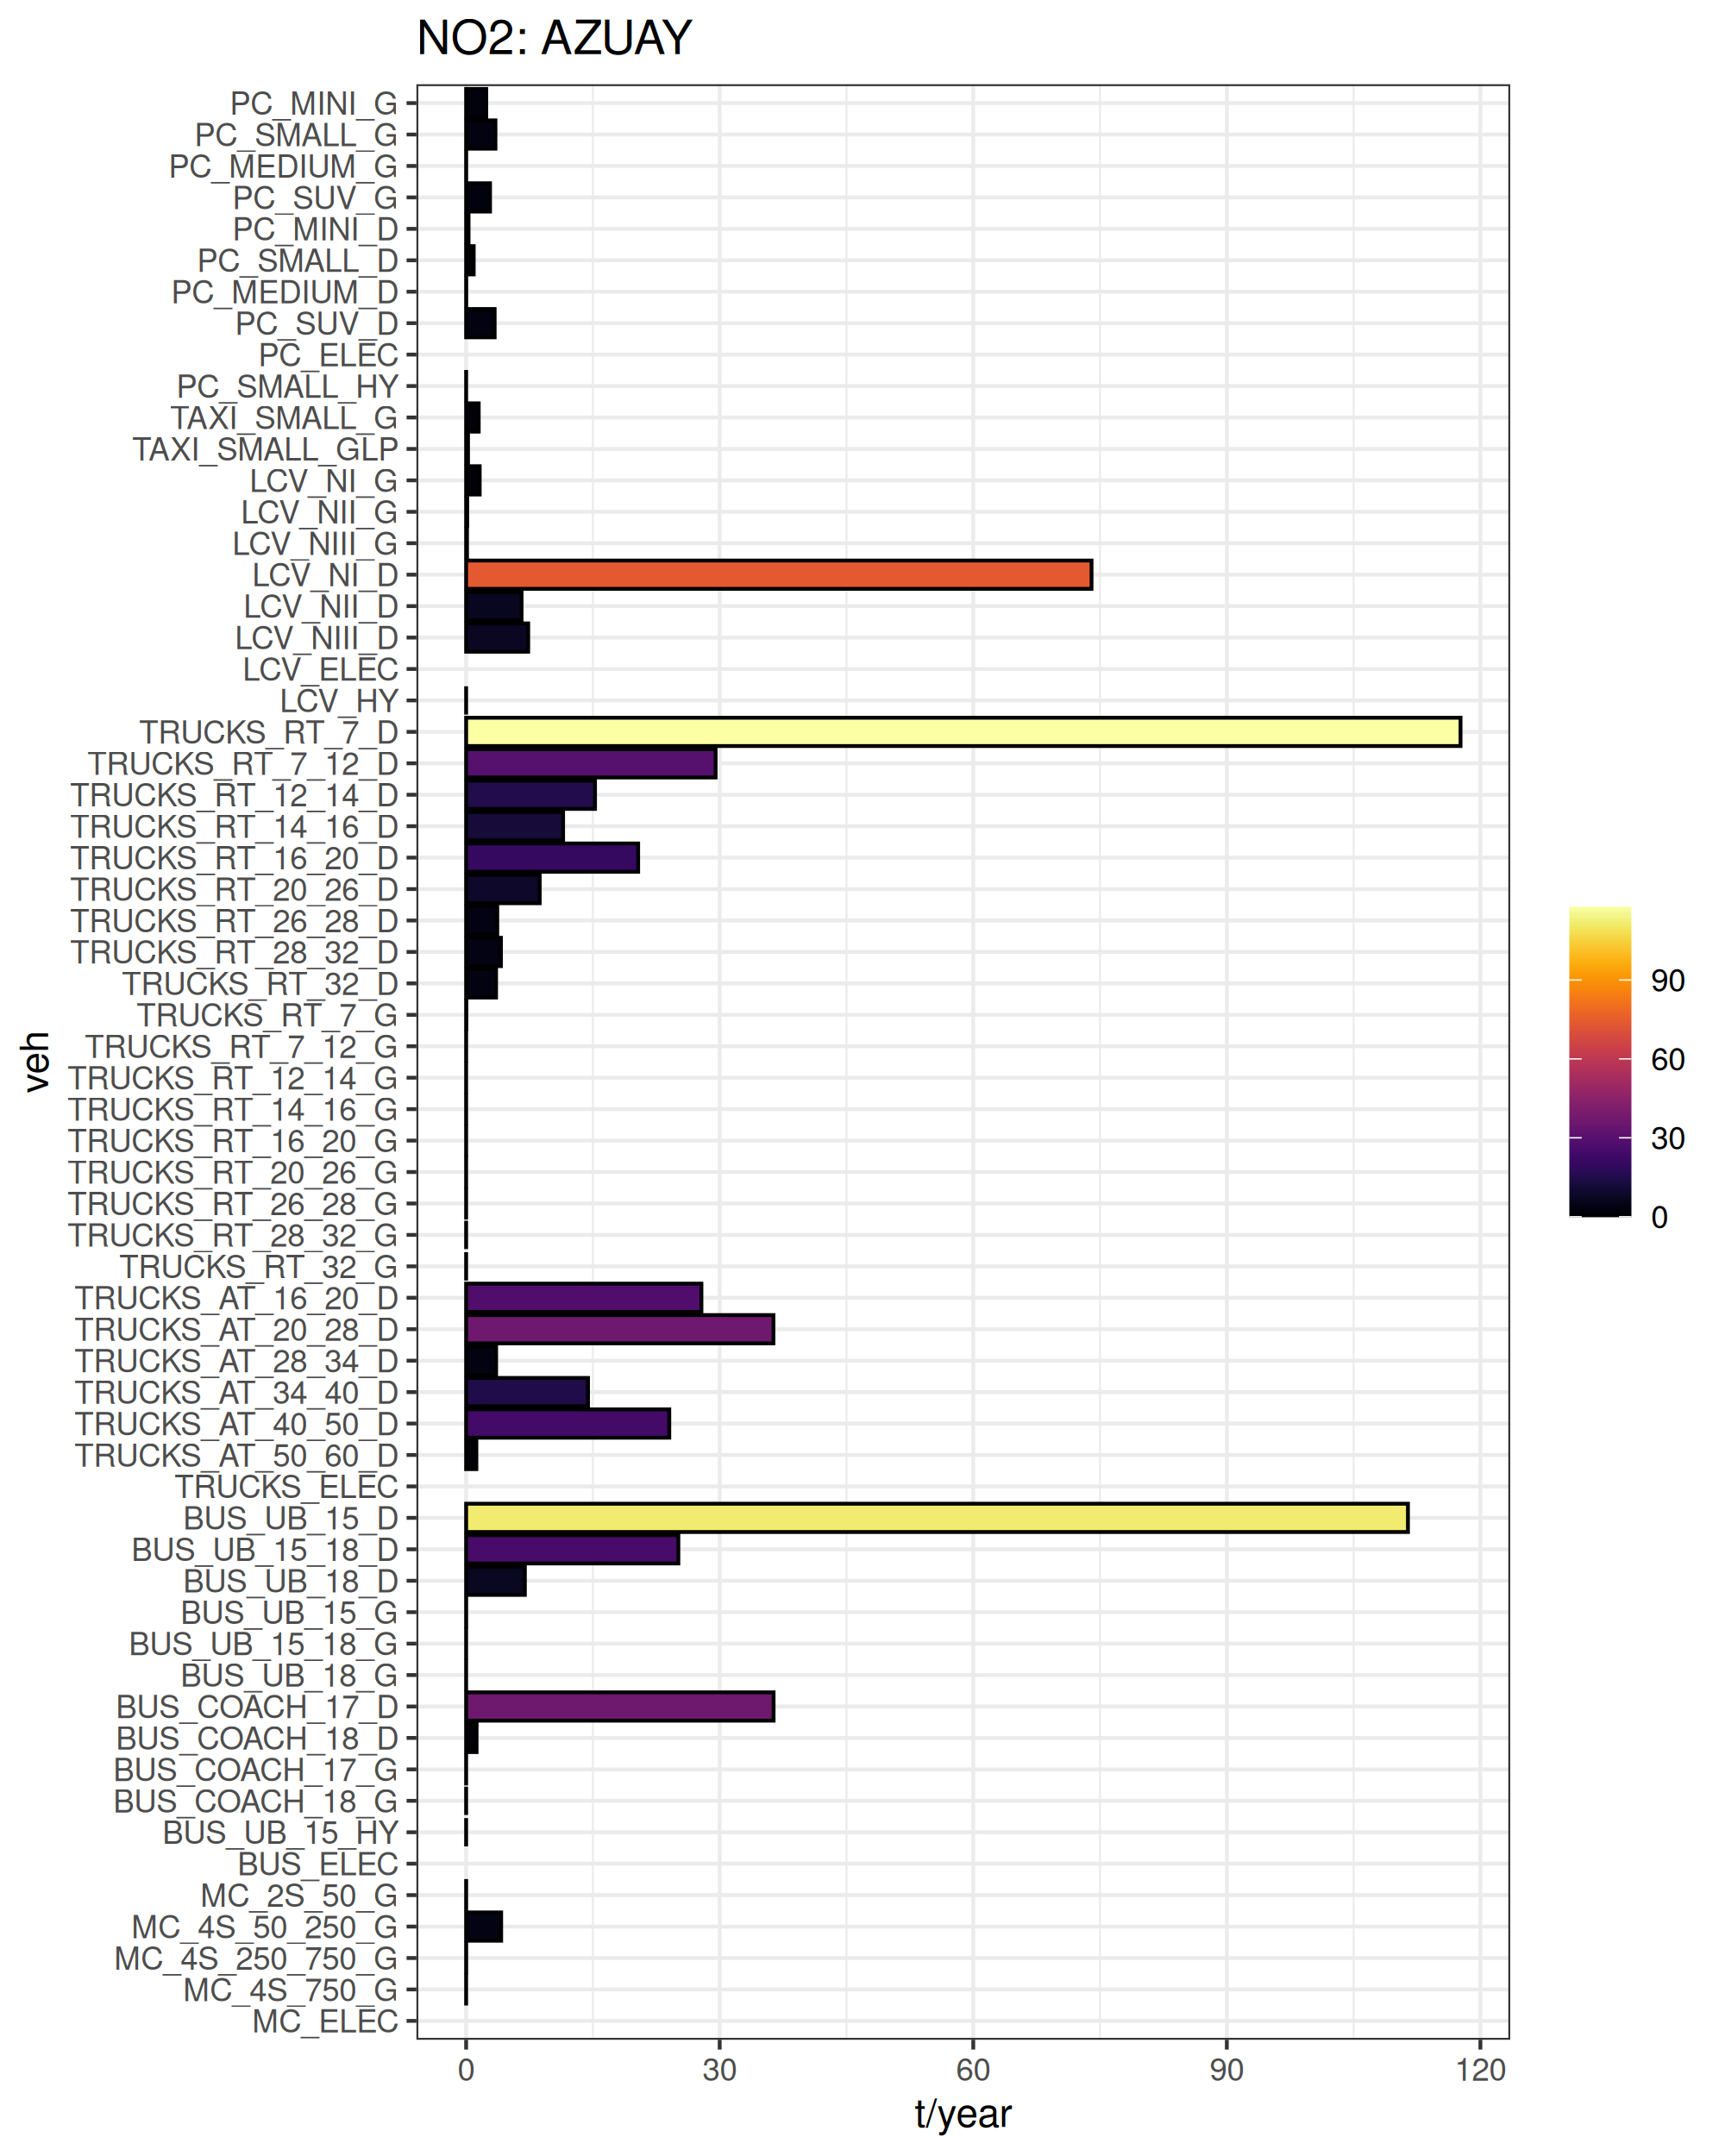 NO2: AZUAY
PC_MINI_G
PC_SMALL_G
PC_MEDIUM_G
PC_SUV_G
PC_MINI_D
PC_SMALL_D
PC_MEDIUM_D
PC_SUV_D
PC_ELEC
PC_SMALL_HY
TAXI_SMALL_G
TAXI_SMALL_GLP
LCV_NI_G
LCV_NII_G
LCV_NIII_G
LCV_NI_D
LCV_NII_D
LCV_NIII_D
LCV_ELEC
LCV_HY
TRUCKS_RT_7_D
TRUCKS_RT_7_12_D
TRUCKS_RT_12_14_D
TRUCKS_RT_14_16_D
TRUCKS_RT_16_20_D
TRUCKS_RT_20_26_D
TRUCKS_RT_26_28_D
TRUCKS_RT_28_32_D
TRUCKS_RT_32_D
TRUCKS_RT_7_G
TRUCKS_RT_7_12_G
TRUCKS_RT_12_14_G
TRUCKS_RT_14_16_G
TRUCKS_RT_16_20_G
TRUCKS_RT_20_26_G
TRUCKS_RT_26_28_G
TRUCKS_RT_28_32_G
TRUCKS_RT_32_G
TRUCKS_AT_16_20_D
TRUCKS_AT_20_28_D
TRUCKS_AT_28_34_D
TRUCKS_AT_34_40_D
TRUCKS_AT_40_50_D
TRUCKS_AT_50_60_D
TRUCKS_ELEC
BUS_UB_15_D
BUS_UB_15_18_D
BUS_UB_18_D
BUS_UB_15_G
BUS_UB_15_18_G
BUS_UB_18_G
BUS_COACH_17_D
BUS_COACH_18_D
BUS_COACH_17_G
BUS_COACH_18_G
BUS_UB_15_HY
BUS_ELEC
MC_2S_50_G
MC_4S_50_250_G
MC_4S_250_750_G
MC_4S_750_G
MC_ELEC
veh
0 30 60 90 120
t/year
90
60
30
0